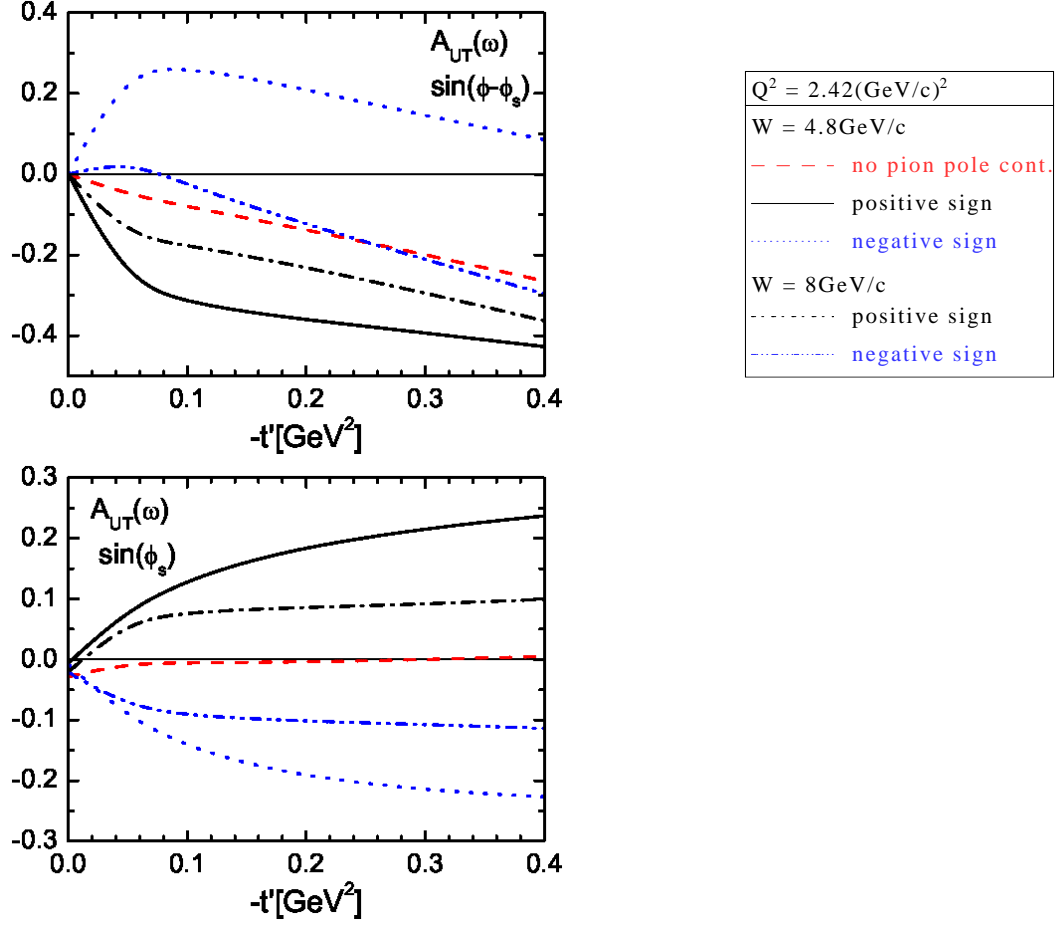 0.4
A_UT(ω)
sin(ϕ-ϕ_s)
0.2
0.0
-0.2
-0.4
0.0 0.1 0.2 0.3 0.4
-t'[GeV²]
Q² = 2.42(GeV/c)²
W = 4.8GeV/c
no pion pole cont.
positive sign
negative sign
W = 8GeV/c
positive sign
negative sign
0.3
A_UT(ω)
sin(ϕ_s)
0.2
0.1
0.0
-0.1
-0.2
-0.3
0.0 0.1 0.2 0.3 0.4
-t'[GeV²]